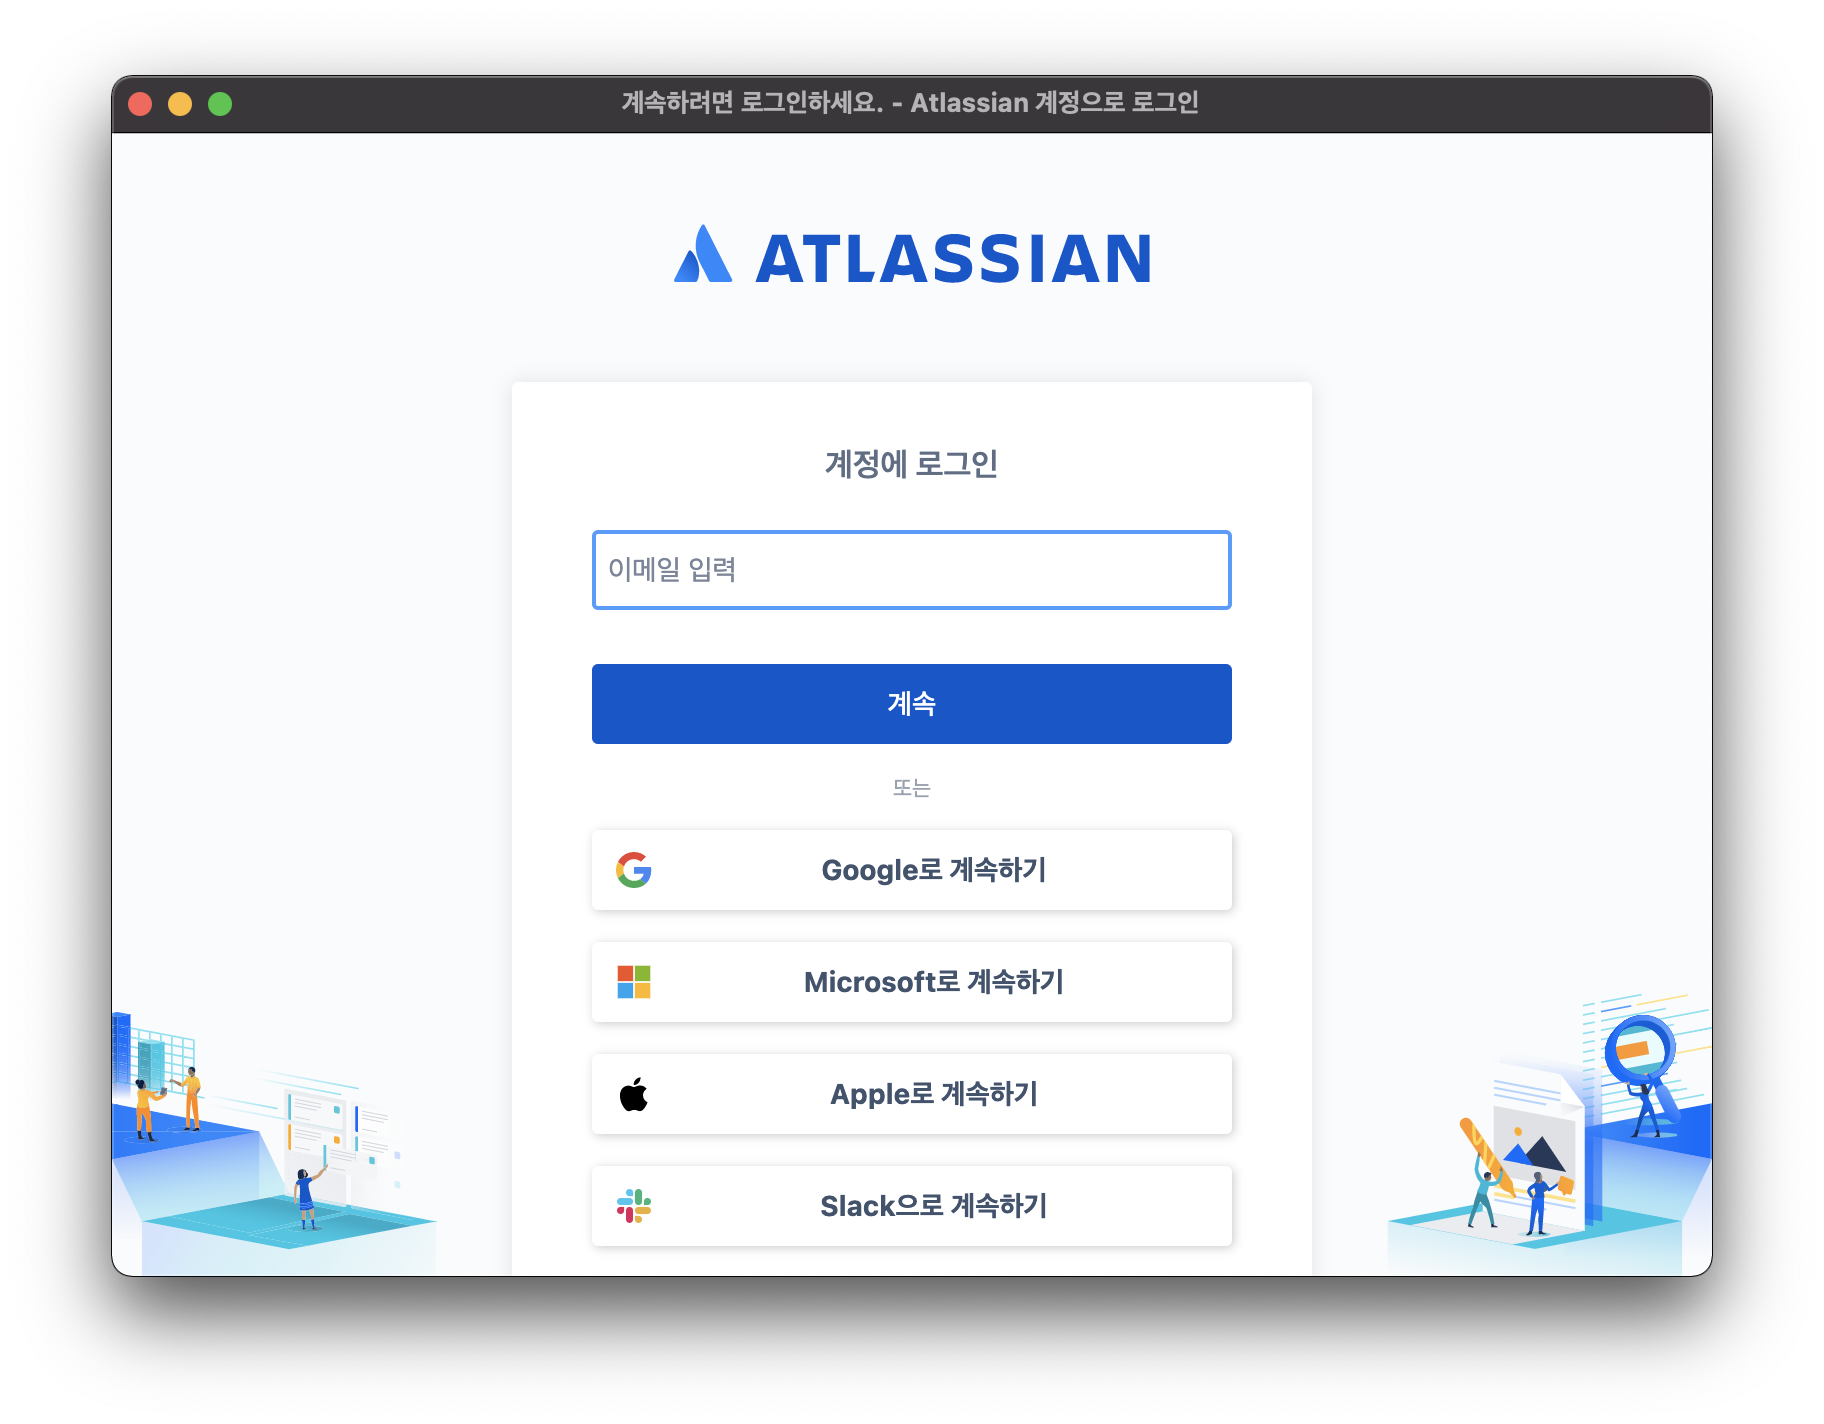 계속하려면 로그인하세요. - Atlassian 계정으로 로그인
ATLASSIAN
계정에 로그인
이메일 입력
계속
또는
Google로 계속하기
Microsoft로 계속하기
Apple로 계속하기
Slack으로 계속하기